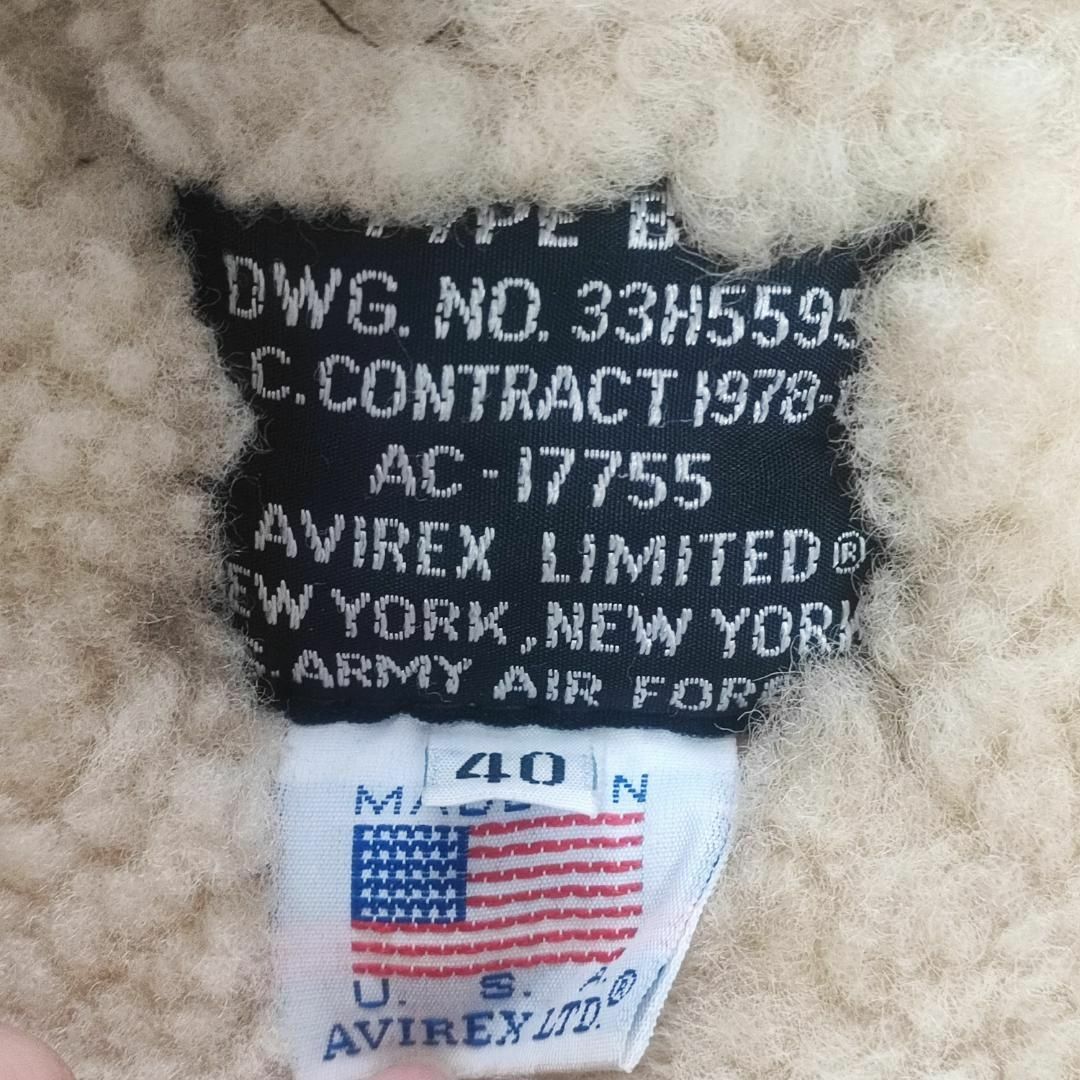 TYPE B
DWG. NO. 33H5595
C. CONTRACT 1978-
AC-17755
AVIREX LIMITED®
EW YORK, NEW YORK
ARMY AIR FOR
40
MADE IN
U. S. A.
AVIREX LTD.®